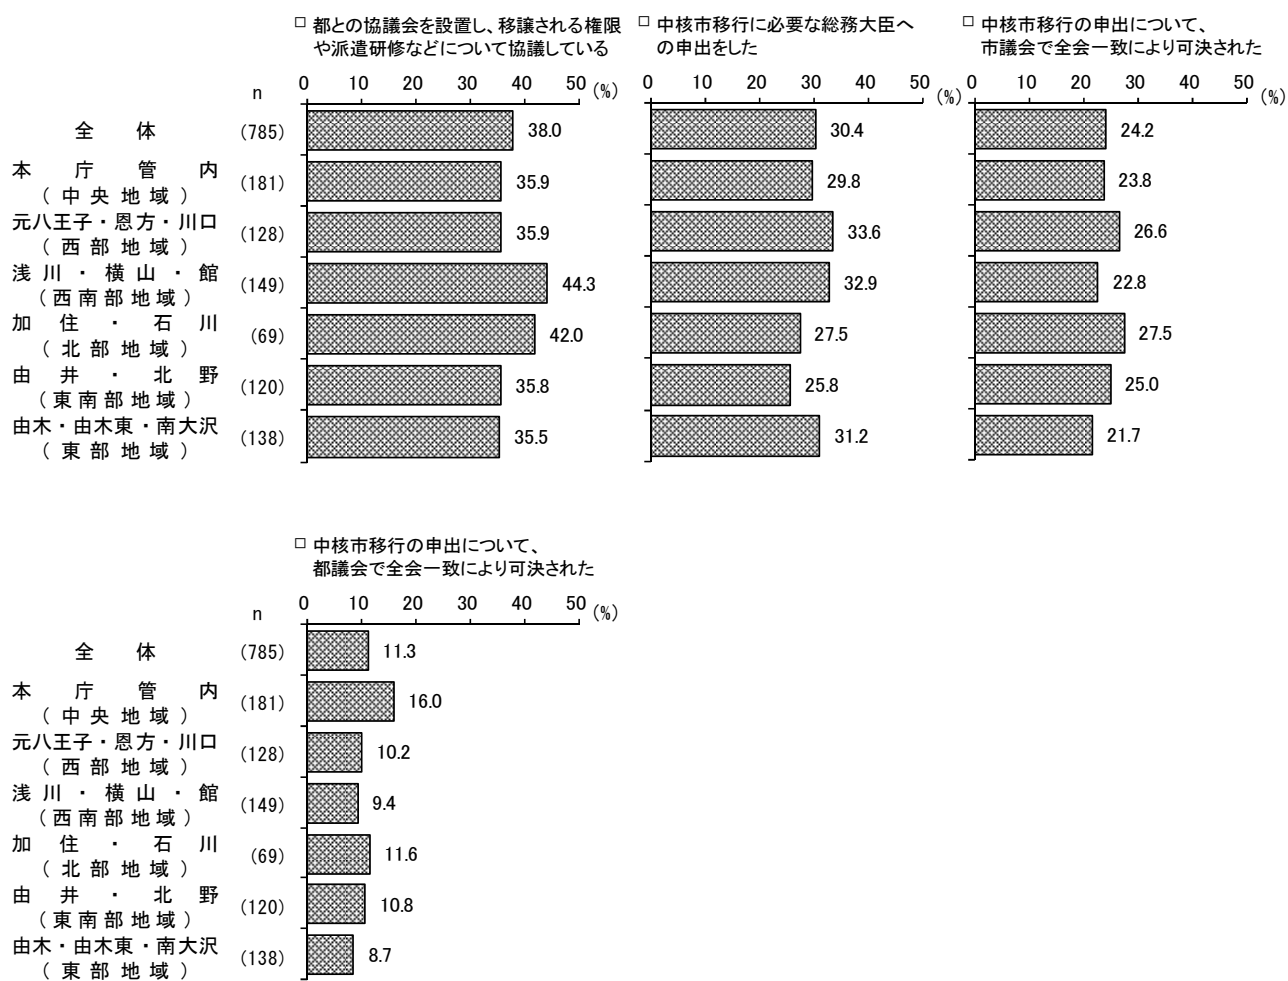 □ 都との協議会を設置し、移譲される権限
や派遣研修などについて協議している
□ 中核市移行に必要な総務大臣へ
の申出をした
□ 中核市移行の申出について、
市議会で全会一致により可決された
n 0 10 20 30 40 50 (%) 0 10 20 30 40 50 (%) 0 10 20 30 40 50 (%)
全体 (785) 38.0 30.4 24.2
本庁管内
(中央地域) (181) 35.9 29.8 23.8
元八王子・恩方・川口
(西部地域) (128) 35.9 33.6 26.6
浅川・横山・館
(西南部地域) (149) 44.3 32.9 22.8
加住・石川
(北部地域) (69) 42.0 27.5 27.5
由井・北野
(東南部地域) (120) 35.8 25.8 25.0
由木・由木東・南大沢
(東部地域) (138) 35.5 31.2 21.7
□ 中核市移行の申出について、
都議会で全会一致により可決された
n 0 10 20 30 40 50 (%)
全体 (785) 11.3
本庁管内
(中央地域) (181) 16.0
元八王子・恩方・川口
(西部地域) (128) 10.2
浅川・横山・館
(西南部地域) (149) 9.4
加住・石川
(北部地域) (69) 11.6
由井・北野
(東南部地域) (120) 10.8
由木・由木東・南大沢
(東部地域) (138) 8.7